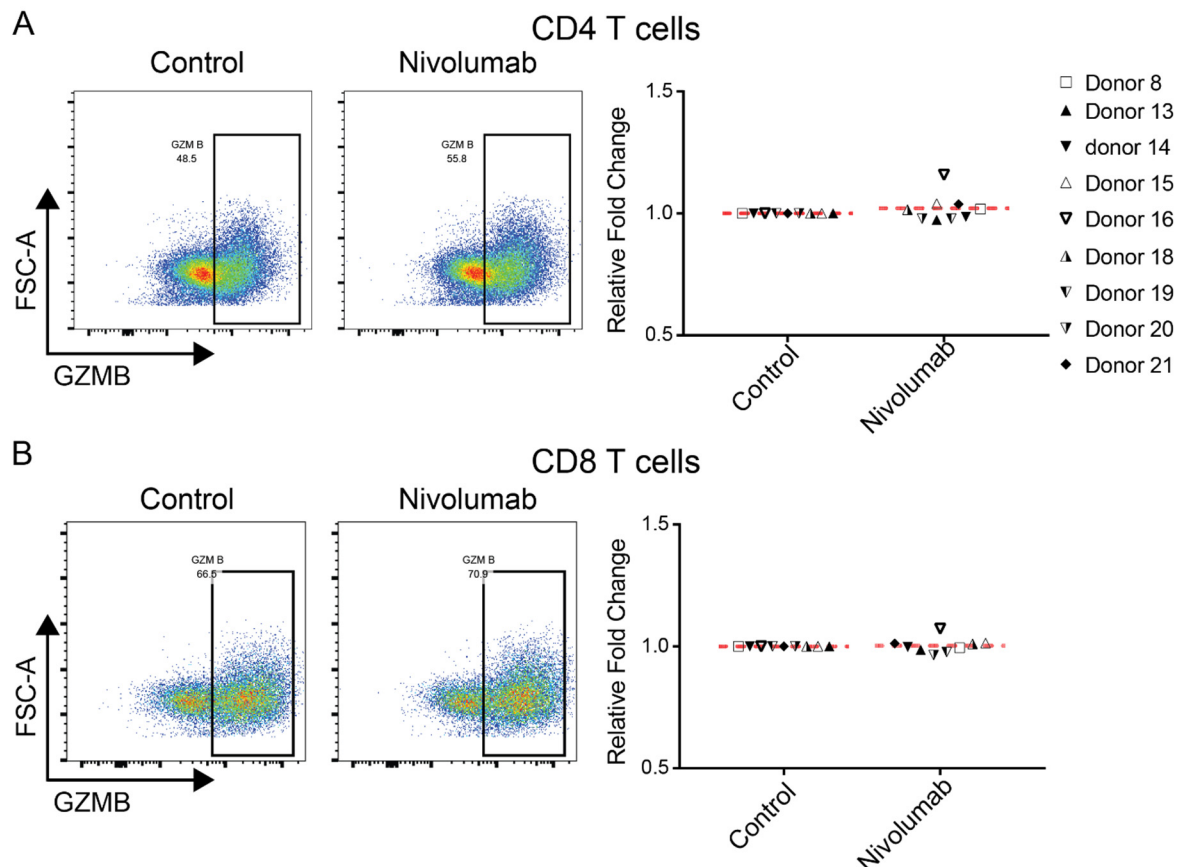 A
CD4 T cells
Control
Nivolumab
GZM B
48.5
GZM B
55.8
FSC-A
GZMB
1.5
1.0
0.5
Relative Fold Change
Control
Nivolumab
Donor 8
Donor 13
donor 14
Donor 15
Donor 16
Donor 18
Donor 19
Donor 20
Donor 21
B
CD8 T cells
Control
Nivolumab
GZM B
66.5
GZM B
70.9
FSC-A
GZMB
1.5
1.0
0.5
Relative Fold Change
Control
Nivolumab